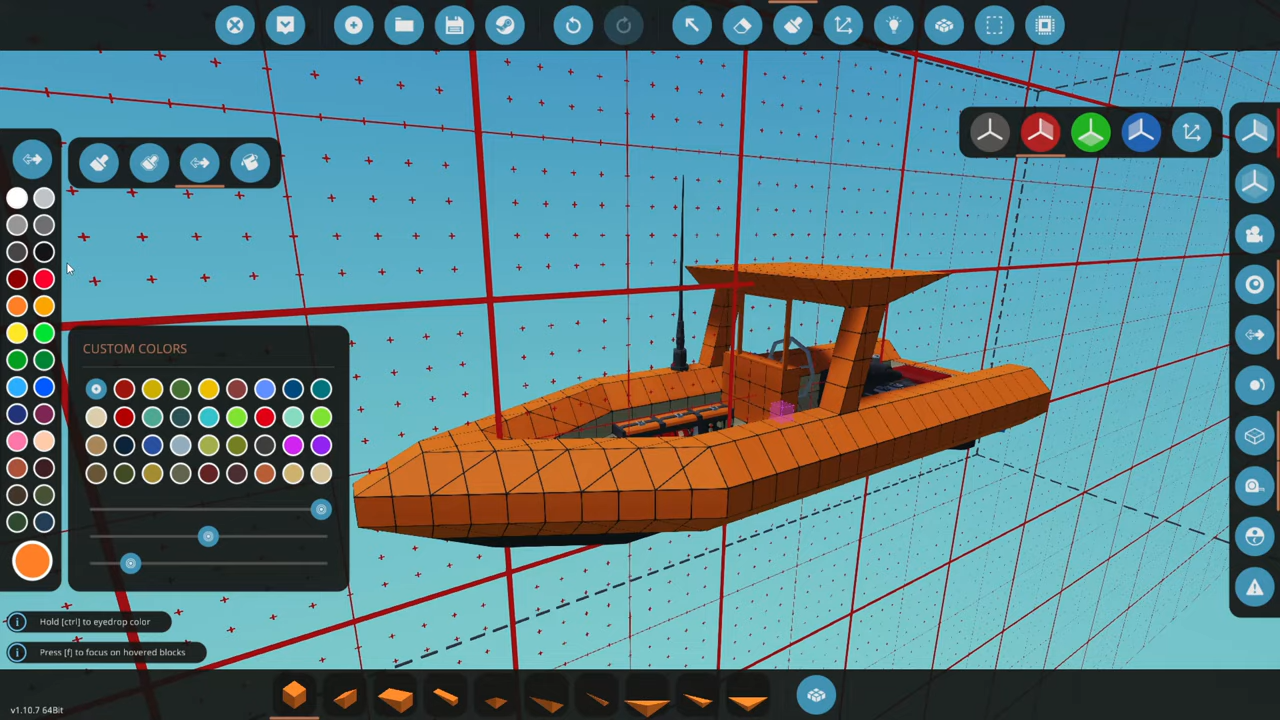 CUSTOM COLORS
Hold [ctrl] to eyedrop color
Press [f] to focus on hovered blocks
v1.10.7 64Bit